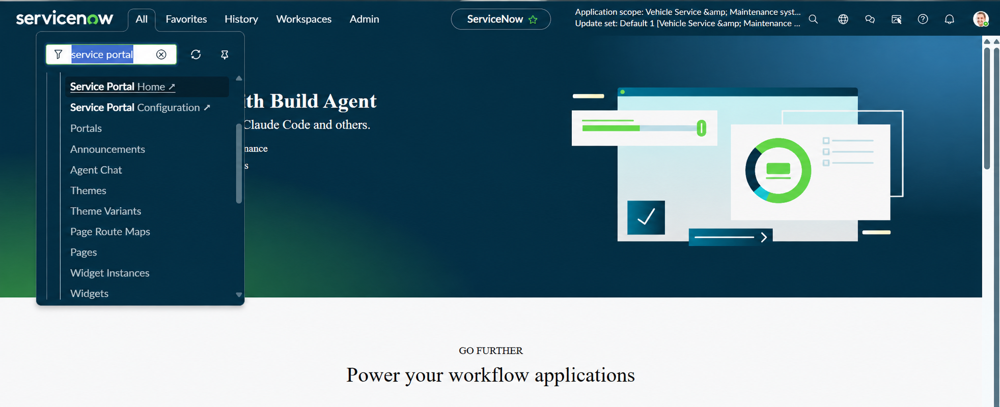 servicenow
All
Favorites
History
Workspaces
Admin
ServiceNow
Application scope: Vehicle Service &amp; Maintenance syst...
Update set: Default 1 [Vehicle Service &amp; Maintenance ...
service portal
Service Portal Home ↗
Service Portal Configuration ↗
Portals
Announcements
Agent Chat
Themes
Theme Variants
Page Route Maps
Pages
Widget Instances
Widgets
ith Build Agent
Claude Code and others.
nance
s
GO FURTHER
Power your workflow applications